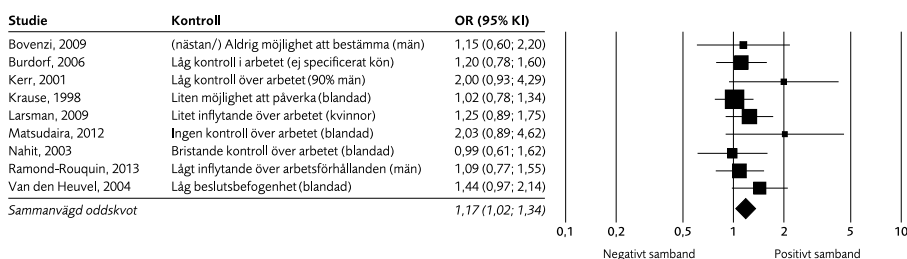 Studie Kontroll OR (95% KI)
Bovenzi, 2009 (nästan/) Aldrig möjlighet att bestämma (män) 1,15 (0,60; 2,20)
Burdorf, 2006 Låg kontroll i arbetet (ej specificerat kön) 1,20 (0,78; 1,60)
Kerr, 2001 Låg kontroll över arbetet (90% män) 2,00 (0,93; 4,29)
Krause, 1998 Liten möjlighet att påverka (blandad) 1,02 (0,78; 1,34)
Larsman, 2009 Litet inflytande över arbetet (kvinnor) 1,25 (0,89; 1,75)
Matsudaira, 2012 Ingen kontroll över arbetet (blandad) 2,03 (0,89; 4,62)
Nahit, 2003 Bristande kontroll över arbetet (blandad) 0,99 (0,61; 1,62)
Ramond-Rouquin, 2013 Lågt inflytande över arbetsförhållanden (män) 1,09 (0,77; 1,55)
Van den Heuvel, 2004 Låg beslutsbefogenhet (blandad) 1,44 (0,97; 2,14)
Sammanvägd oddskvot 1,17 (1,02; 1,34)
0,1 0,2 0,5 1 2 5 10
Negativt samband Positivt samband